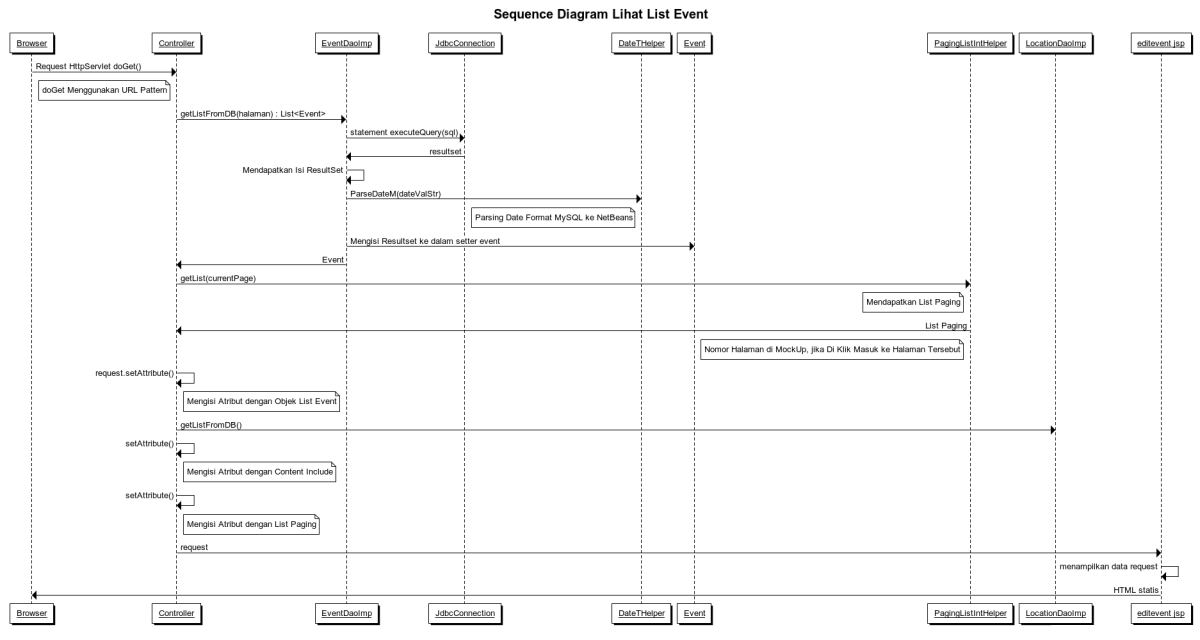 Sequence Diagram Lihat List Event
Browser
Controller
EventDaoImp
JdbcConnection
DateTHelper
Event
PagingListIntHelper
LocationDaoImp
editevent.jsp
Request HttpServlet doGet()
doGet Menggunakan URL Pattern
getListFromDB(halaman) : List<Event>
statement executeQuery(sql)
resultset
Mendapatkan Isi ResultSet
ParseDateM(dateValStr)
Parsing Date Format MySQL ke NetBeans
Mengisi Resultset ke dalam setter event
Event
getList(currentPage)
Mendapatkan List Paging
List Paging
Nomor Halaman di MockUp, jika Di Klik Masuk ke Halaman Tersebut
request.setAttribute()
Mengisi Atribut dengan Objek List Event
getListFromDB()
setAttribute()
Mengisi Atribut dengan Content Include
setAttribute()
Mengisi Atribut dengan List Paging
request
menampilkan data request
HTML statis
Browser
Controller
EventDaoImp
JdbcConnection
DateTHelper
Event
PagingListIntHelper
LocationDaoImp
editevent.jsp